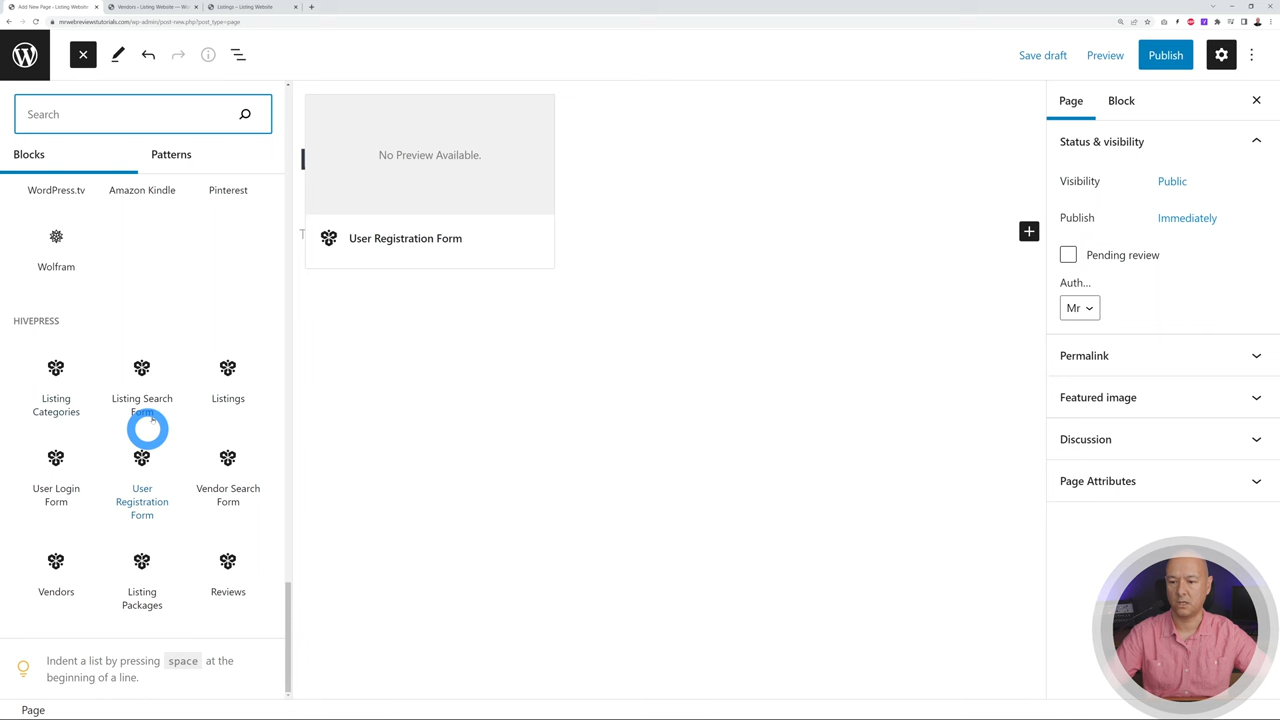 Add New Page ‹ Listing Websit
Vendors - Listing Website — W
Listings – Listing Website
mrwebreviewstutorials.com/wp-admin/post-new.php?post_type=page
Save draft
Preview
Publish
Search
Blocks
Patterns
WordPress.tv
Amazon Kindle
Pinterest
Wolfram
HIVEPRESS
Listing
Categories
Listing Search
Form
Listings
User Login
Form
User
Registration
Form
Vendor Search
Form
Vendors
Listing
Packages
Reviews
Indent a list by pressing space at the
beginning of a line.
No Preview Available.
T
User Registration Form
Page
Block
Status & visibility
Visibility
Public
Publish
Immediately
Pending review
Auth...
Mr
Permalink
Featured image
Discussion
Page Attributes
Page